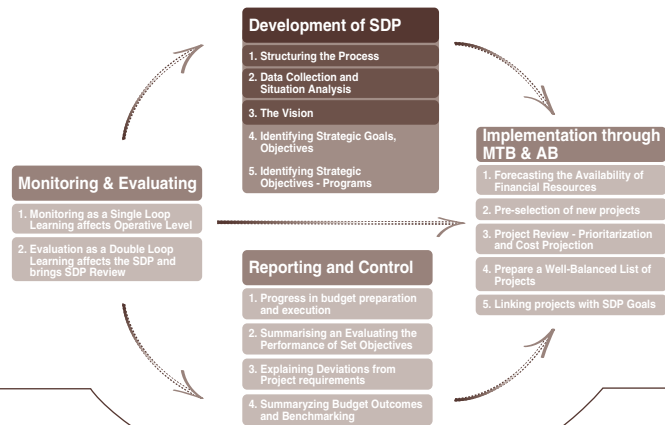 Development of SDP
1. Structuring the Process
2. Data Collection and
Situation Analysis
3. The Vision
4. Identifying Strategic Goals,
Objectives
5. Identifying Strategic
Objectives - Programs
Monitoring & Evaluating
1. Monitoring as a Single Loop
Learning affects Operative Level
2. Evaluation as a Double Loop
Learning affects the SDP and
brings SDP Review
Implementation through
MTB & AB
1. Forecasting the Availability of
Financial Resources
2. Pre-selection of new projects
3. Project Review - Prioritarization
and Cost Projection
4. Prepare a Well-Balanced List of
Projects
5. Linking projects with SDP Goals
Reporting and Control
1. Progress in budget preparation
and execution
2. Summarising an Evaluating the
Performance of Set Objectives
3. Explaining Deviations from
Project requirements
4. Summaryzing Budget Outcomes
and Benchmarking